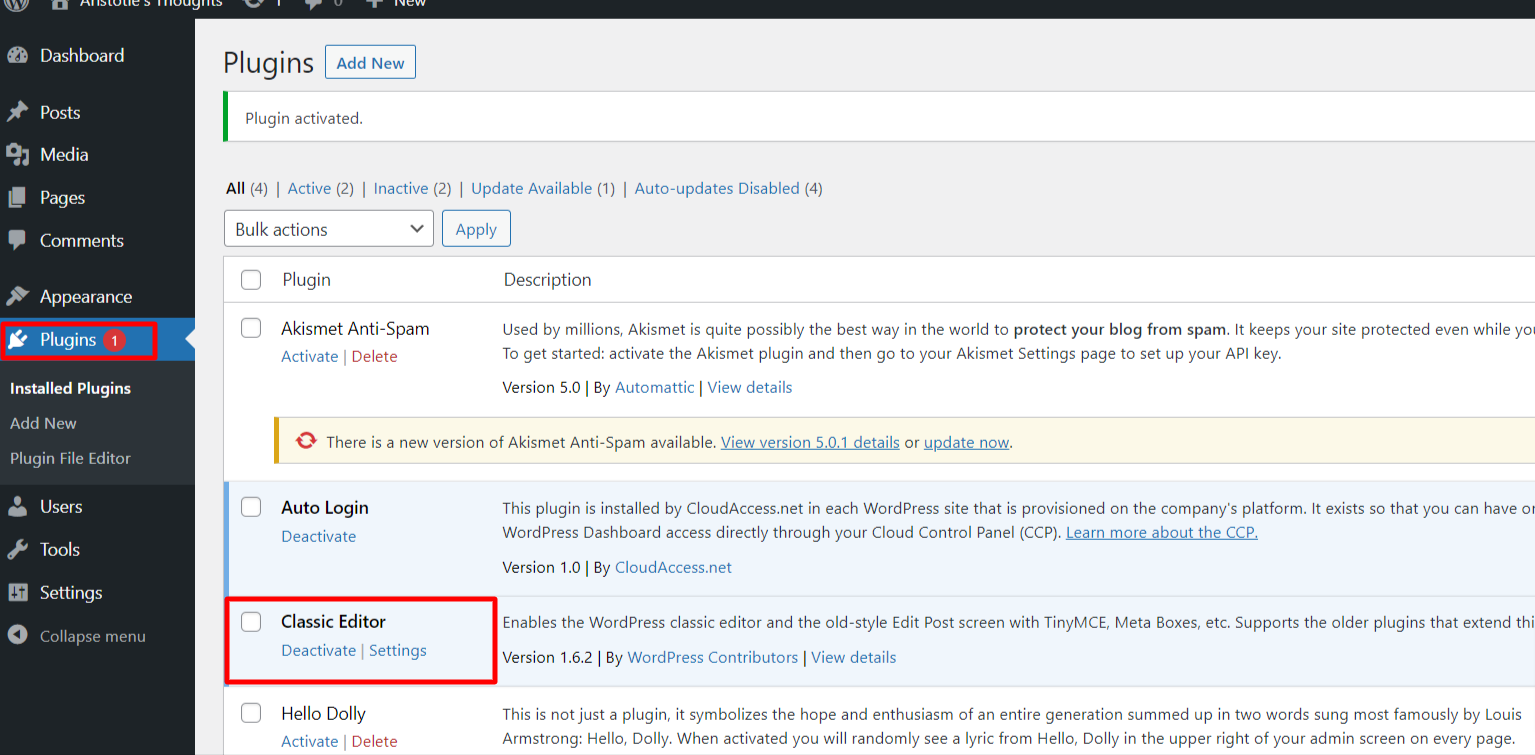 Aristotle's Thoughts 1 0 New
Dashboard
Posts
Media
Pages
Comments
Appearance
Plugins 1
Installed Plugins
Add New
Plugin File Editor
Users
Tools
Settings
Collapse menu
Plugins Add New
Plugin activated.
All (4) | Active (2) | Inactive (2) | Update Available (1) | Auto-updates Disabled (4)
Bulk actions Apply
Plugin Description
Akismet Anti-Spam
Activate | Delete
Used by millions, Akismet is quite possibly the best way in the world to protect your blog from spam. It keeps your site protected even while
To get started: activate the Akismet plugin and then go to your Akismet Settings page to set up your API key.
Version 5.0 | By Automattic | View details
There is a new version of Akismet Anti-Spam available. View version 5.0.1 details or update now.
Auto Login
Deactivate
This plugin is installed by CloudAccess.net in each WordPress site that is provisioned on the company's platform. It exists so that you can have
WordPress Dashboard access directly through your Cloud Control Panel (CCP). Learn more about the CCP.
Version 1.0 | By CloudAccess.net
Classic Editor
Deactivate | Settings
Enables the WordPress classic editor and the old-style Edit Post screen with TinyMCE, Meta Boxes, etc. Supports the older plugins that extend
Version 1.6.2 | By WordPress Contributors | View details
Hello Dolly
Activate | Delete
This is not just a plugin, it symbolizes the hope and enthusiasm of an entire generation summed up in two words sung most famously by Louis
Armstrong: Hello, Dolly. When activated you will randomly see a lyric from Hello, Dolly in the upper right of your admin screen on every page.